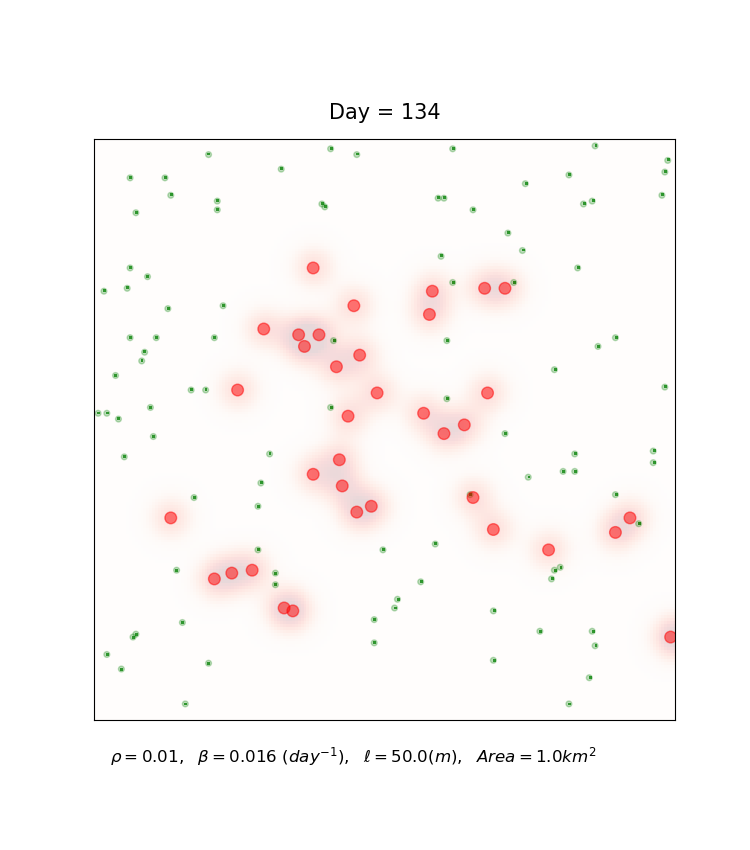 Day = 134
ρ = 0.01, β = 0.016 (day⁻¹), ℓ = 50.0(m), Area = 1.0km²